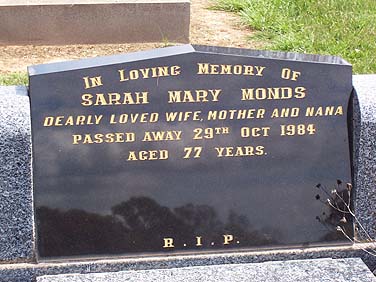 IN LOVING MEMORY OF
SARAH MARY MONDS
DEARLY LOVED WIFE, MOTHER AND NANA
PASSED AWAY 29TH OCT 1984
AGED 77 YEARS.
R. I. P.